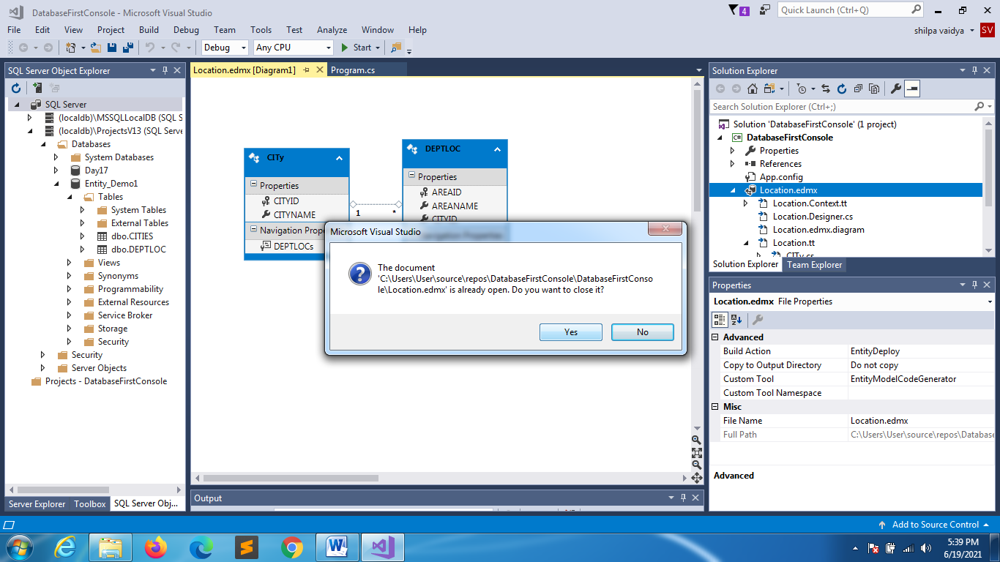 DatabaseFirstConsole - Microsoft Visual Studio
4
Quick Launch (Ctrl+Q)
File Edit View Project Build Debug Team Tools Test Analyze Window Help
shilpa vaidya
SV
Debug
Any CPU
Start
SQL Server Object Explorer
SQL Server
(localdb)\MSSQLLocalDB (SQL S
(localdb)\ProjectsV13 (SQL Serve
Databases
System Databases
Day17
Entity_Demo1
Tables
System Tables
External Tables
dbo.CITIES
dbo.DEPTLOC
Views
Synonyms
Programmability
External Resources
Service Broker
Storage
Security
Security
Server Objects
Projects - DatabaseFirstConsole
Server Explorer
Toolbox
SQL Server Obj...
Location.edmx [Diagram1]
Program.cs
CITy
Properties
CITYID
CITYNAME
Navigation Prope
DEPTLOCs
1
*
DEPTLOC
Properties
AREAID
AREANAME
CITYID
Navigation Properties
Microsoft Visual Studio
The document
'C:\Users\User\source\repos\DatabaseFirstConsole\DatabaseFirstConso
le\Location.edmx' is already open. Do you want to close it?
Yes
No
Output
Solution Explorer
Search Solution Explorer (Ctrl+;)
Solution 'DatabaseFirstConsole' (1 project)
C#
DatabaseFirstConsole
Properties
References
App.config
Location.edmx
Location.Context.tt
Location.Designer.cs
Location.edmx.diagram
Location.tt
CITy.cs
Solution Explorer
Team Explorer
Properties
Location.edmx File Properties
Advanced
Build Action EntityDeploy
Copy to Output Directory Do not copy
Custom Tool EntityModelCodeGenerator
Custom Tool Namespace
Misc
File Name Location.edmx
Full Path C:\Users\User\source\repos\Database
Advanced
Add to Source Control
5:39 PM
6/19/2021